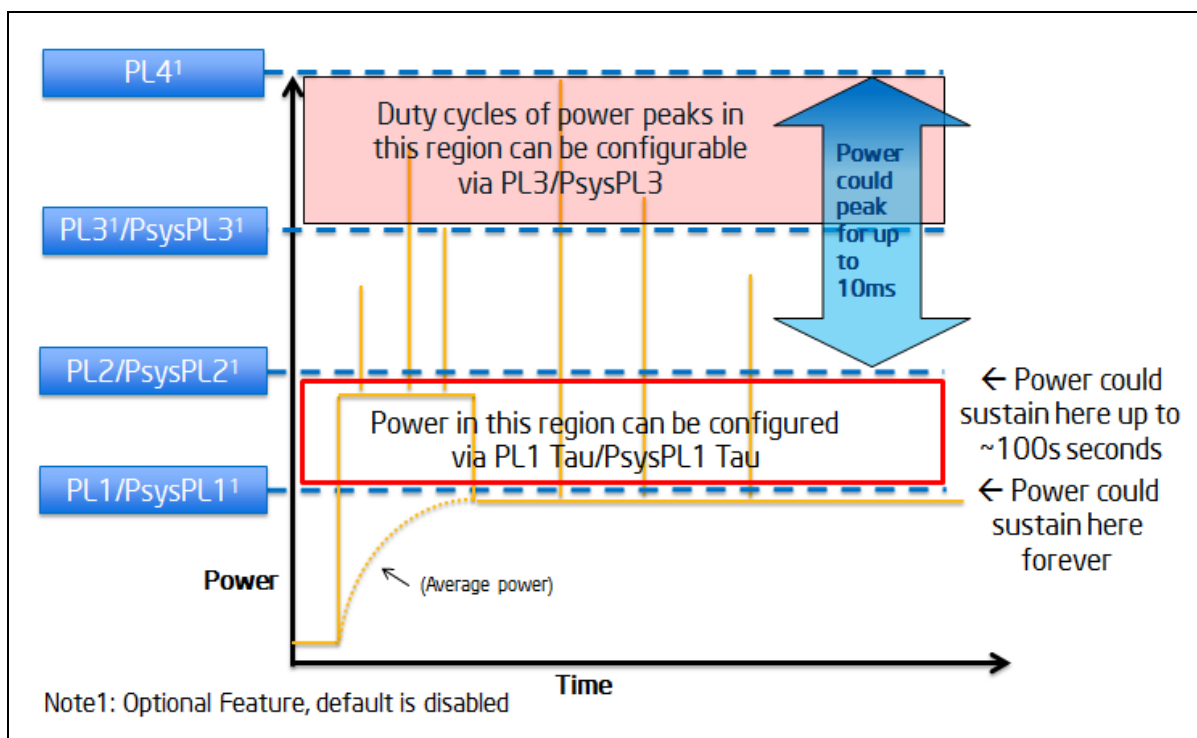 PL4¹
Duty cycles of power peaks in
this region can be configurable
via PL3/PsysPL3
Power
could
peak
for up
to
10ms
PL3¹/PsysPL3¹
PL2/PsysPL2¹
← Power could
sustain here up to
~100s seconds
Power in this region can be configured
via PL1 Tau/PsysPL1 Tau
PL1/PsysPL1¹
← Power could
sustain here
forever
Power
(Average power)
Time
Note1: Optional Feature, default is disabled